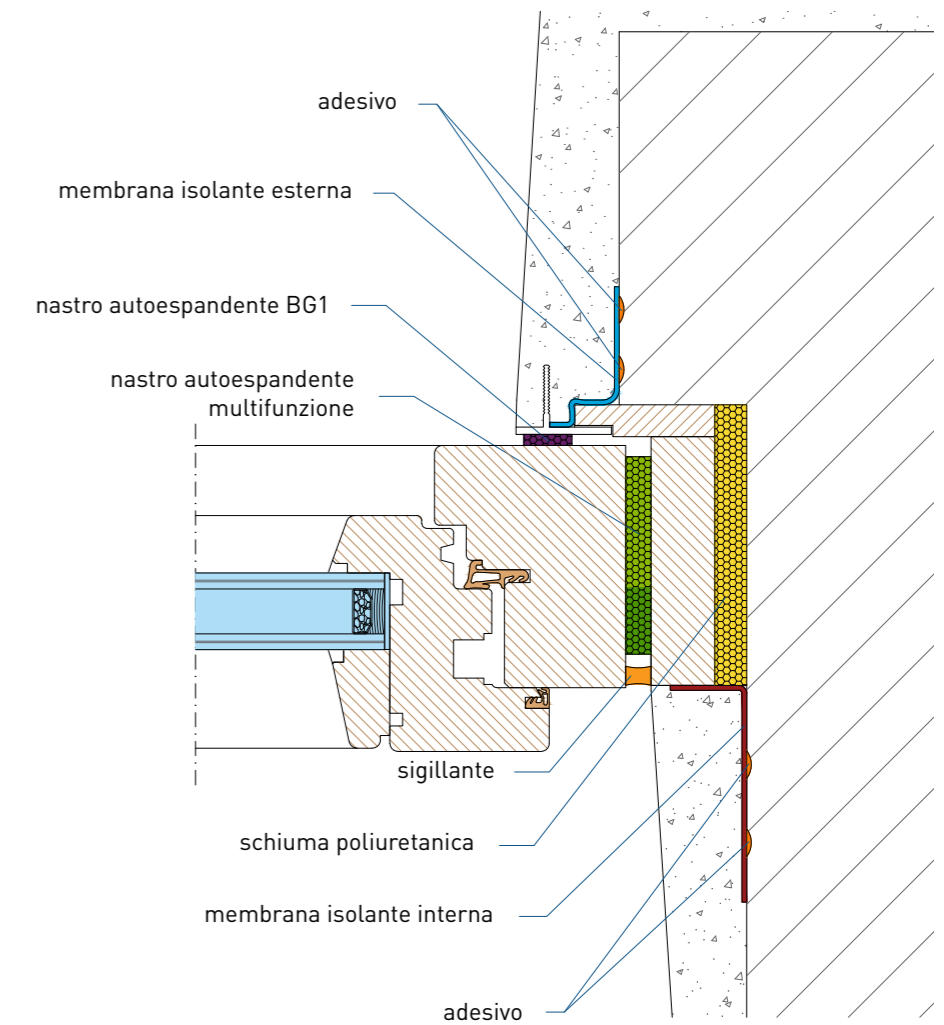 adesivo
membrana isolante esterna
nastro autoespandente BG1
nastro autoespandente
multifunzione
sigillante
schiuma poliuretanica
membrana isolante interna
adesivo